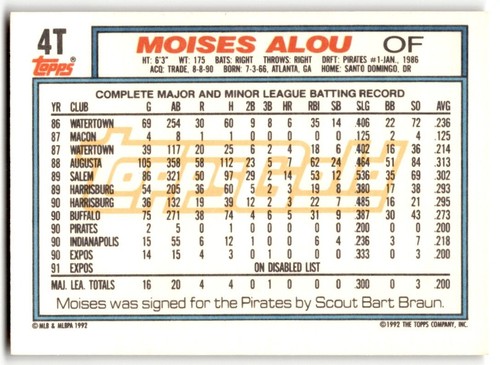 4T MOISES ALOU OF
Topps
HT: 6'3" WT: 175 BATS: RIGHT THROWS: RIGHT DRFT: PIRATES #1-JAN., 1986
ACQ: TRADE, 8-8-90 BORN: 7-3-66, ATLANTA, GA HOME: SANTO DOMINGO, DR
COMPLETE MAJOR AND MINOR LEAGUE BATTING RECORD
YR CLUB G AB R H 2B 3B HR RBI SB SLG BB SO AVG
86 WATERTOWN 69 254 30 60 9 8 6 35 14 .406 22 72 .236
87 MACON 4 8 1 1 0 0 0 0 0 .125 2 4 .125
87 WATERTOWN 39 117 20 25 6 2 4 8 2 .402 16 36 .214
88 AUGUSTA 105 358 58 112 23 5 7 62 24 .464 51 84 .313
89 SALEM 86 321 50 97 29 2 14 53 12 .536 35 69 .302
89 HARRISBURG 54 205 36 60 5 2 3 19 8 .380 17 38 .293
90 HARRISBURG 36 132 19 39 12 2 3 22 7 .485 16 21 .295
90 BUFFALO 75 271 38 74 4 6 5 31 9 .387 30 43 .273
90 PIRATES 2 5 0 1 0 0 0 0 0 .200 0 0 .200
90 INDIANAPOLIS 15 55 6 12 1 0 0 6 4 .236 3 7 .218
90 EXPOS 14 15 4 3 0 1 0 0 0 .333 0 3 .200
91 EXPOS ON DISABLED LIST
MAJ. LEA. TOTALS 16 20 4 4 0 1 0 0 0 .300 0 3 .200
ToppsGold
Moises was signed for the Pirates by Scout Bart Braun.
© MLB & MLBPA 1992 ©1992 THE TOPPS COMPANY, INC.